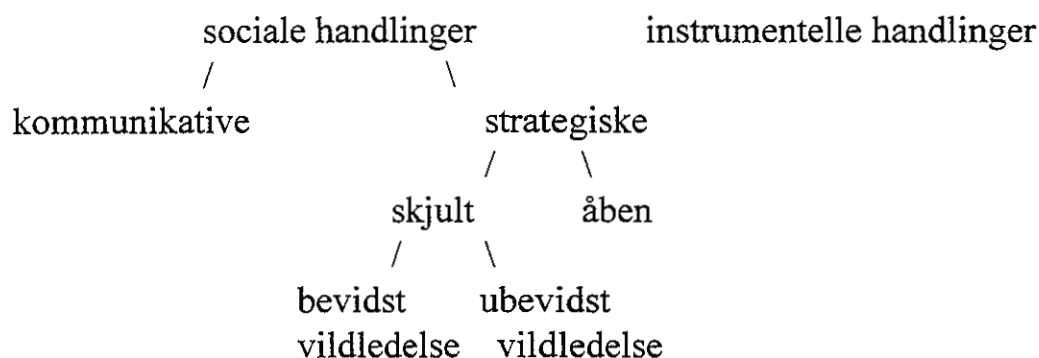 sociale handlinger instrumentelle handlinger
kommunikative strategiske
skjult åben
bevidst ubevidst
vildledelse vildledelse